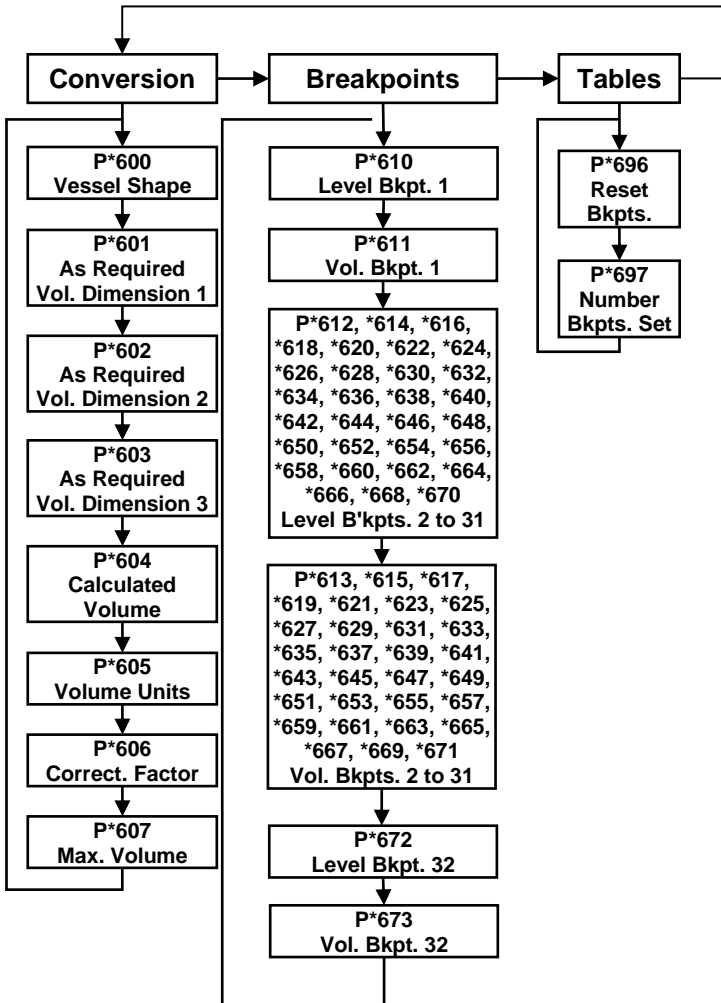 Conversion
Breakpoints
Tables
P*600
Vessel Shape
P*601
As Required
Vol. Dimension 1
P*602
As Required
Vol. Dimension 2
P*603
As Required
Vol. Dimension 3
P*604
Calculated
Volume
P*605
Volume Units
P*606
Correct. Factor
P*607
Max. Volume
P*610
Level Bkpt. 1
P*611
Vol. Bkpt. 1
P*612, *614, *616,
*618, *620, *622, *624,
*626, *628, *630, *632,
*634, *636, *638, *640,
*642, *644, *646, *648,
*650, *652, *654, *656,
*658, *660, *662, *664,
*666, *668, *670
Level B'kpts. 2 to 31
P*613, *615, *617,
*619, *621, *623, *625,
*627, *629, *631, *633,
*635, *637, *639, *641,
*643, *645, *647, *649,
*651, *653, *655, *657,
*659, *661, *663, *665,
*667, *669, *671
Vol. Bkpts. 2 to 31
P*672
Level Bkpt. 32
P*673
Vol. Bkpt. 32
P*696
Reset
Bkpts.
P*697
Number
Bkpts. Set